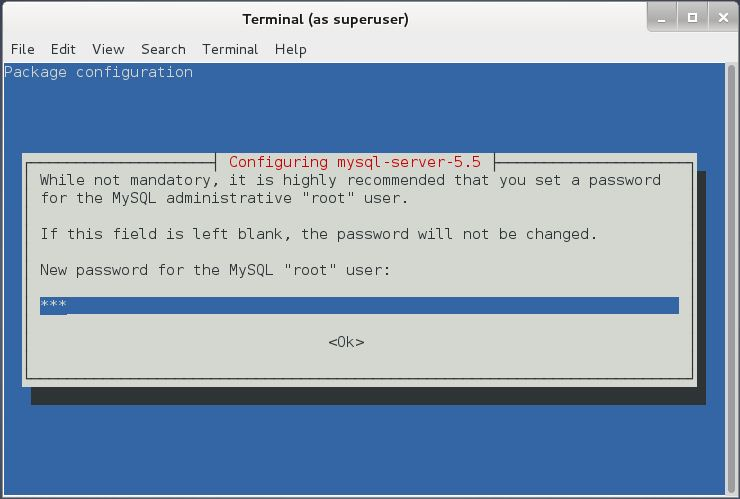 Terminal (as superuser)
File Edit View Search Terminal Help
Package configuration
Configuring mysql-server-5.5
While not mandatory, it is highly recommended that you set a password
for the MySQL administrative "root" user.
If this field is left blank, the password will not be changed.
New password for the MySQL "root" user:
***
<Ok>